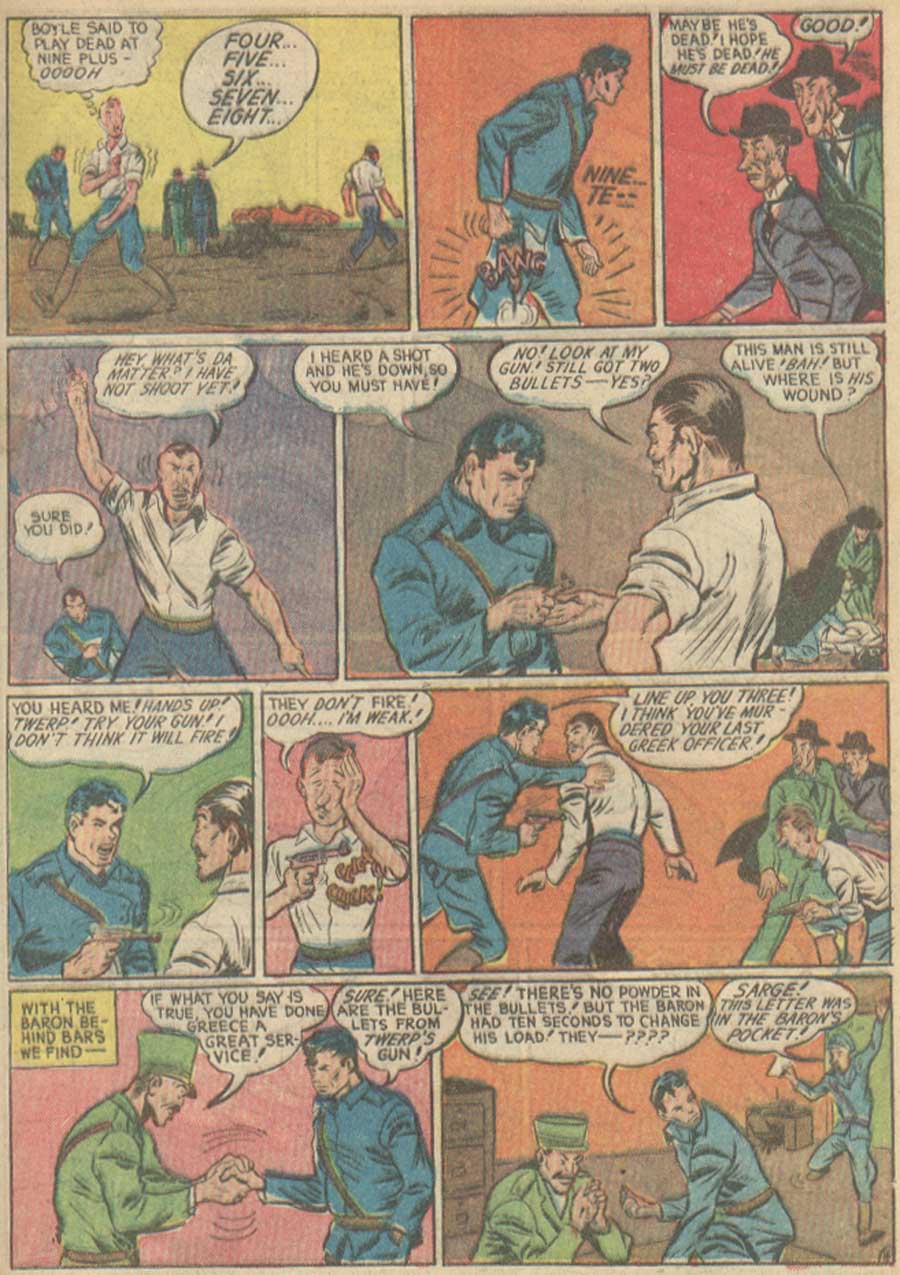 BOYLE SAID TO
PLAY DEAD AT
NINE PLUS -
OOOOH
FOUR...
FIVE...
SIX...
SEVEN...
EIGHT...
NINE...
TE--
BANG
MAYBE HE'S
DEAD! I HOPE
HE'S DEAD! HE
MUST BE DEAD!
GOOD!
HEY WHAT'S DA
MATTER? I HAVE
NOT SHOOT YET!
SURE
YOU DID!
I HEARD A SHOT
AND HE'S DOWN, SO
YOU MUST HAVE!
NO! LOOK AT MY
GUN! STILL GOT TWO
BULLETS — YES?
THIS MAN IS STILL
ALIVE! BAH! BUT
WHERE IS HIS
WOUND?
YOU HEARD ME! HANDS UP!
TWERP! TRY YOUR GUN! I
DON'T THINK IT WILL FIRE!
THEY DON'T FIRE!
OOOH.... I'M WEAK!
CLICK
CLICK!
LINE UP, YOU THREE!
I THINK YOU'VE MUR-
DERED YOUR LAST
GREEK OFFICER!
WITH THE
BARON BE-
HIND BARS
WE FIND—
IF WHAT YOU SAY IS
TRUE, YOU HAVE DONE
GREECE A
GREAT SER-
VICE!
SURE! HERE
ARE THE BUL-
LETS FROM
TWERP'S
GUN!
SEE! THERE'S NO POWDER IN
THE BULLETS! BUT THE BARON
HAD TEN SECONDS TO CHANGE
HIS LOAD! THEY—????
SARGE!
THIS LETTER WAS
IN THE BARON'S
POCKET!